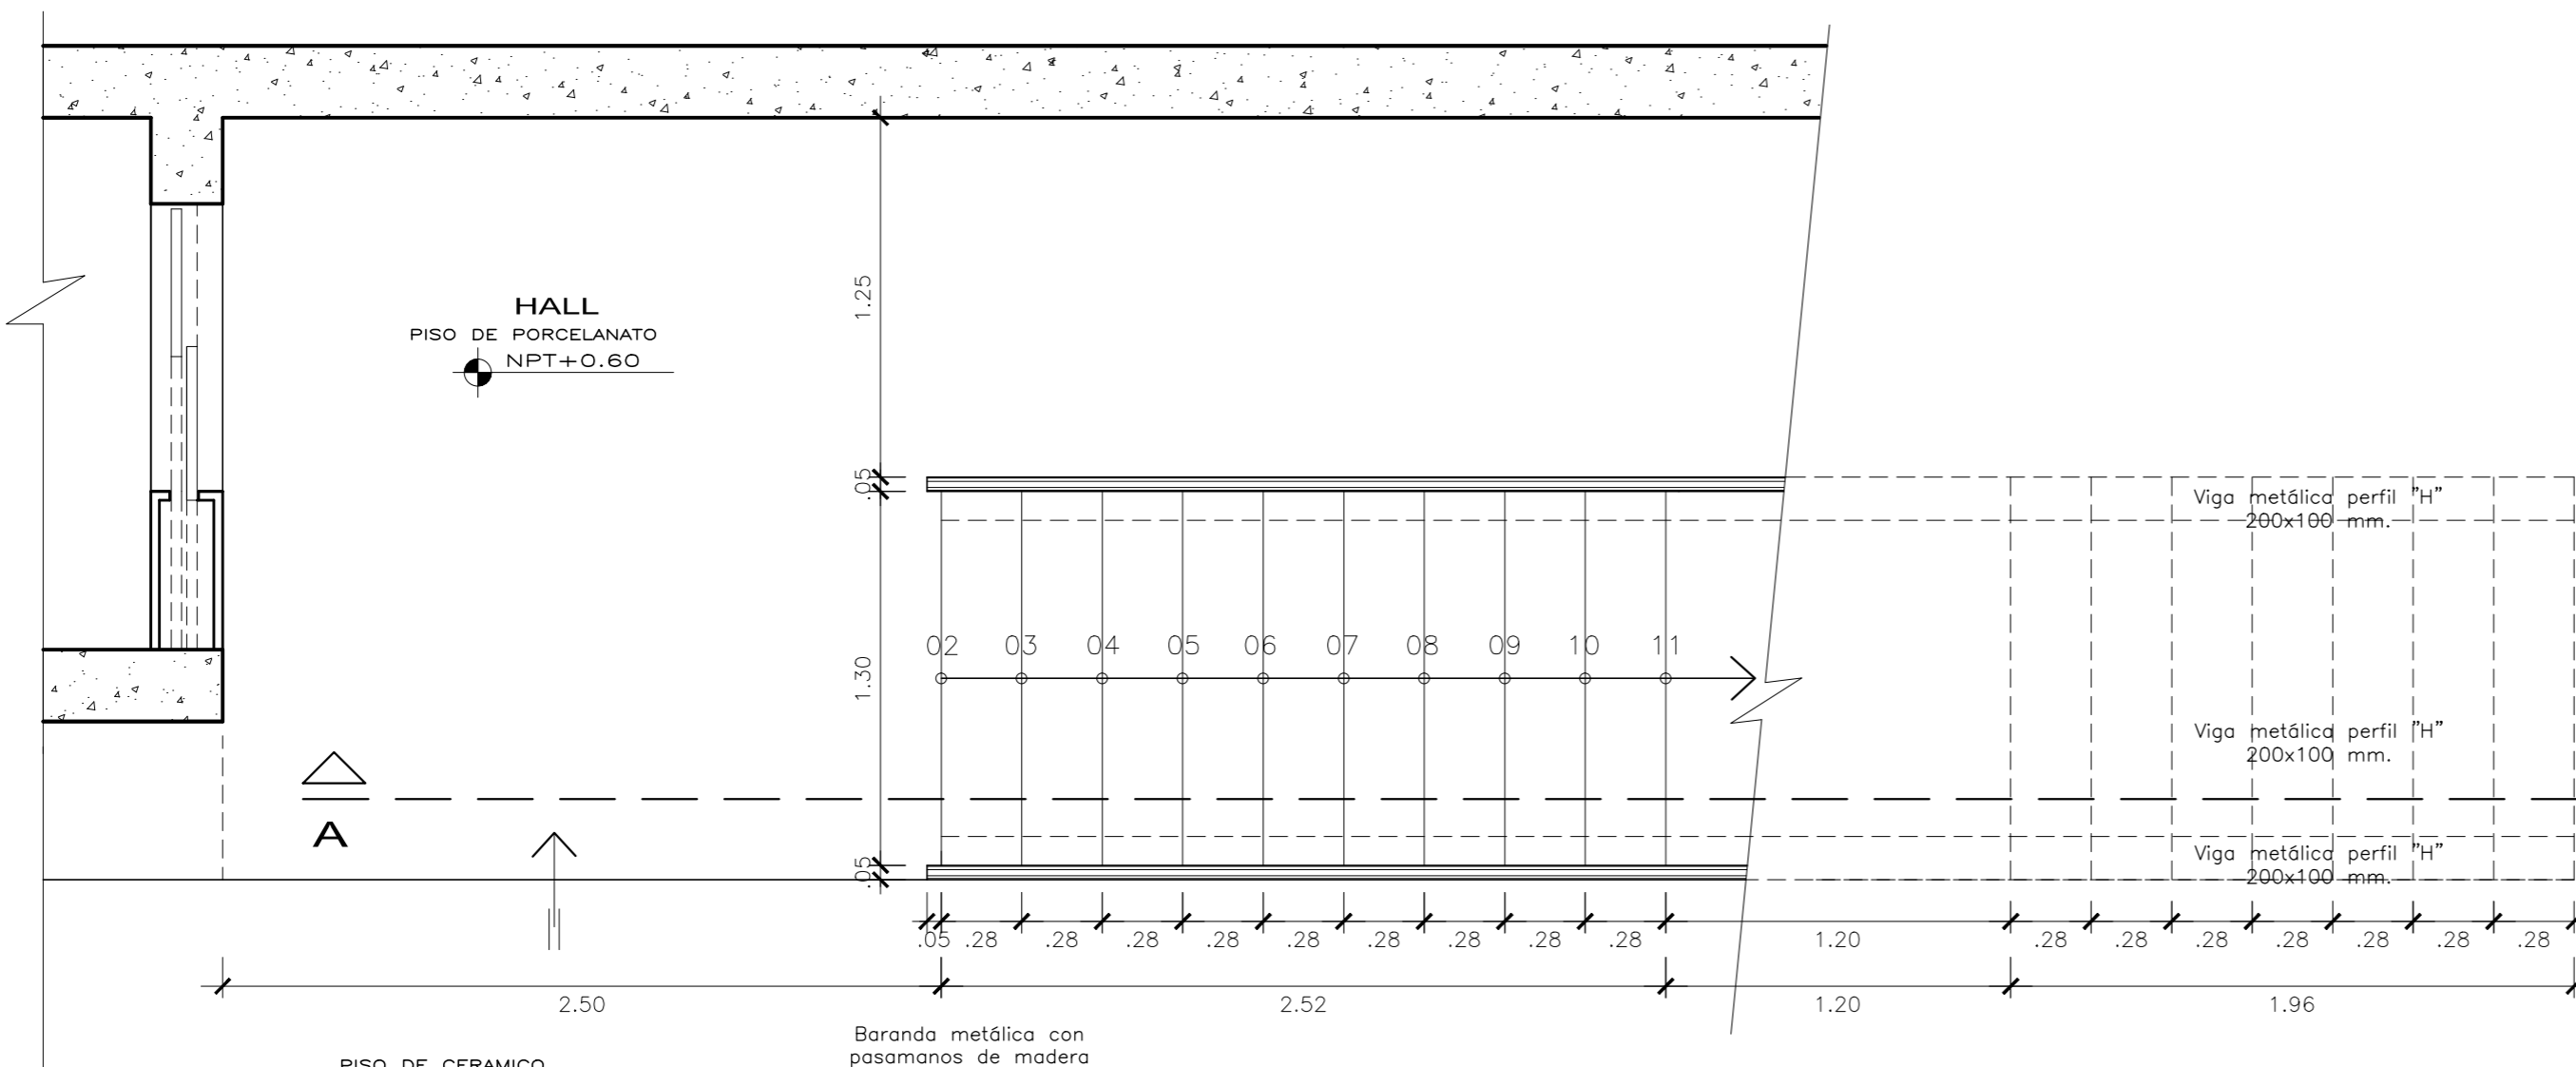 HALL
PISO DE PORCELANATO
NPT+0.60
1.25
.05
1.30
.05
02 03 04 05 06 07 08 09 10 11
Viga metálica perfil "H"
200x100 mm.
Viga metálica perfil "H"
200x100 mm.
Viga metálica perfil "H"
200x100 mm.
A
.05 .28 .28 .28 .28 .28 .28 .28 .28 .28 1.20 .28 .28 .28 .28 .28 .28 .28
2.50 2.52 1.20 1.96
Baranda metálica con
pasamanos de madera
PISO DE CERAMICO